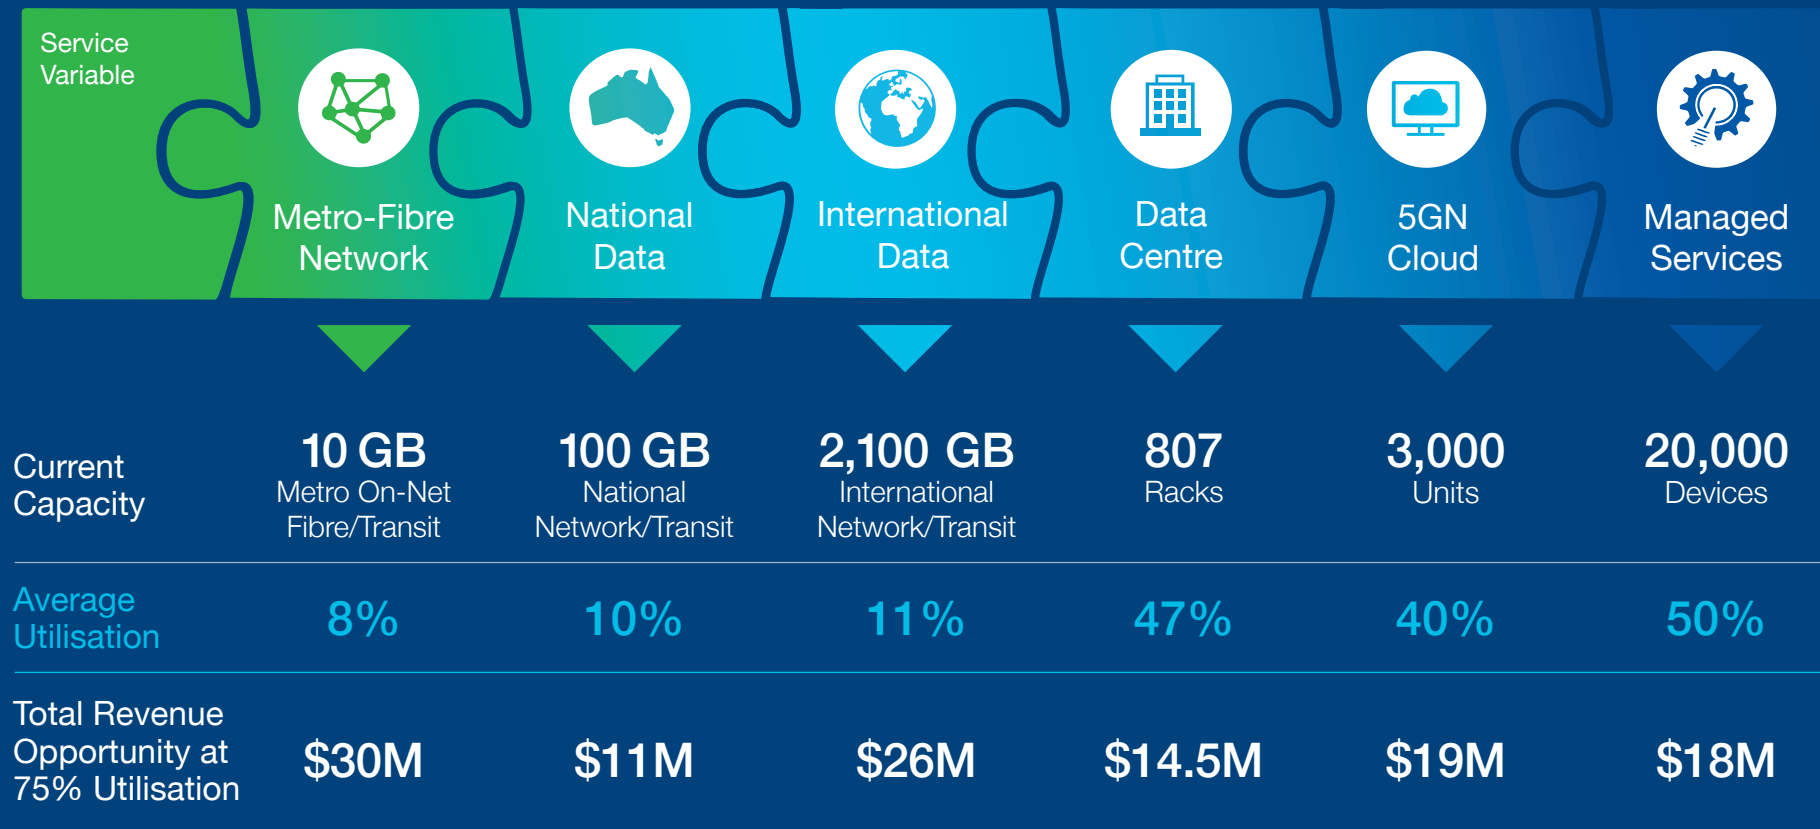 Service
Variable
Metro-Fibre
Network
National
Data
International
Data
Data
Centre
5GN
Cloud
Managed
Services
Current
Capacity
10 GB
Metro On-Net
Fibre/Transit
100 GB
National
Network/Transit
2,100 GB
International
Network/Transit
807
Racks
3,000
Units
20,000
Devices
Average
Utilisation
8%
10%
11%
47%
40%
50%
Total Revenue
Opportunity at
75% Utilisation
$30M
$11M
$26M
$14.5M
$19M
$18M